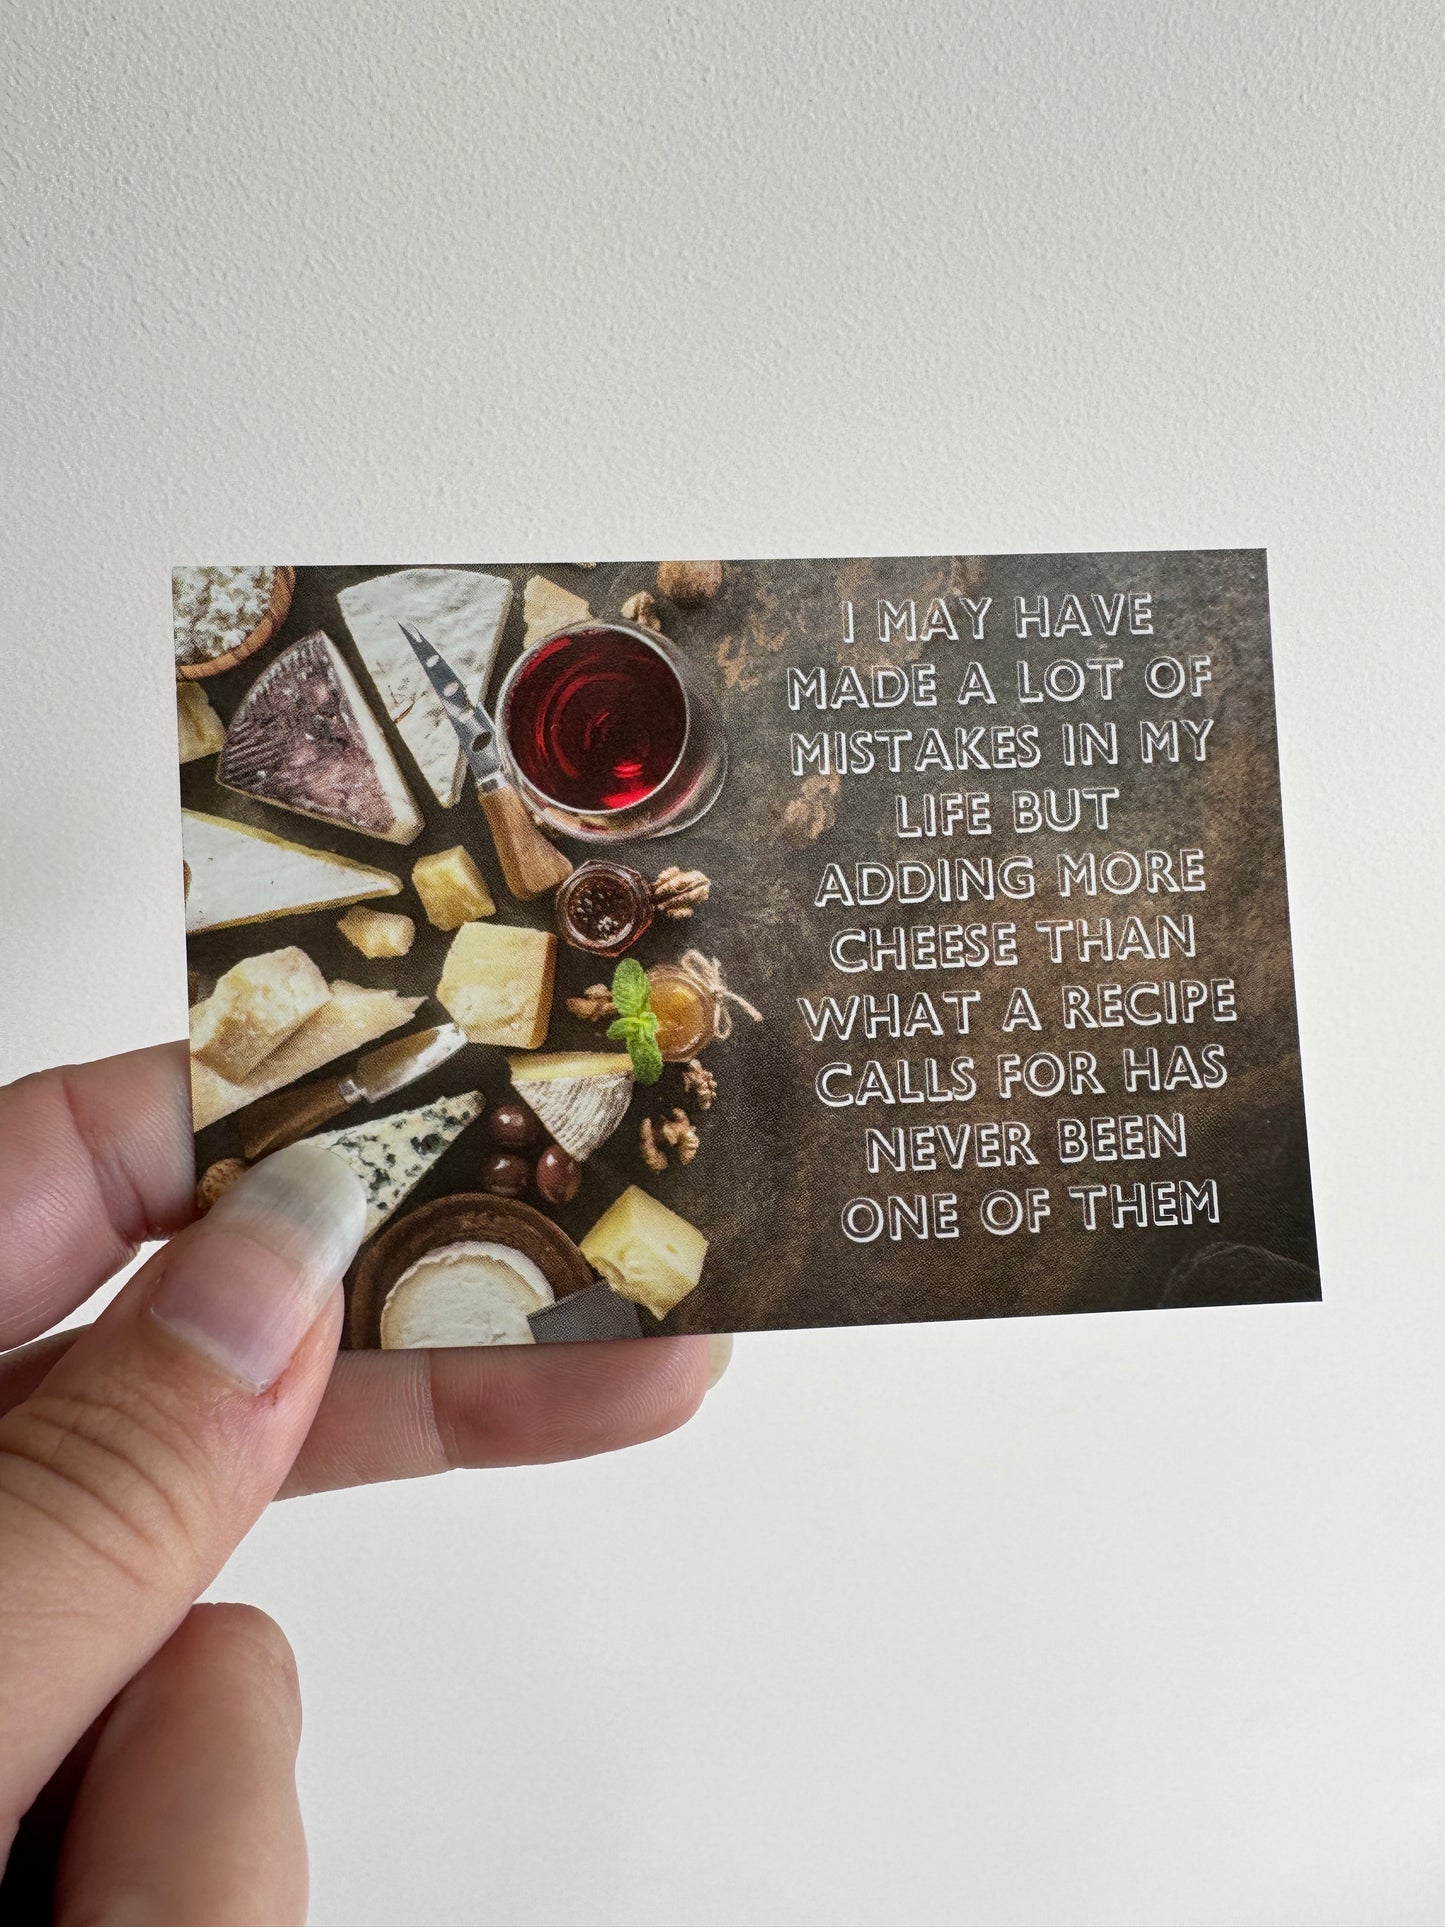 I MAY HAVE
MADE A LOT OF
MISTAKES IN MY
LIFE BUT
ADDING MORE
CHEESE THAN
WHAT A RECIPE
CALLS FOR HAS
NEVER BEEN
ONE OF THEM